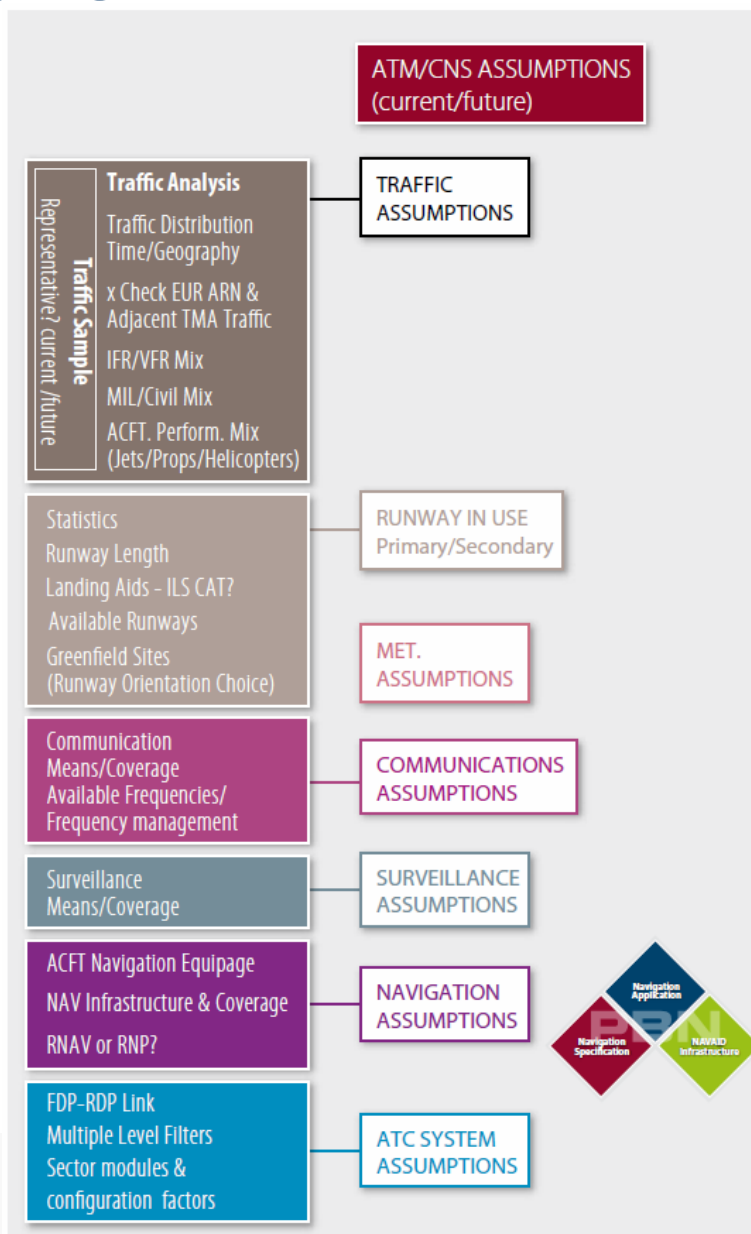 ATM/CNS ASSUMPTIONS
(current/future)
Traffic Sample
Representative? current /future
Traffic Analysis
Traffic Distribution
Time/Geography
x Check EUR ARN &
Adjacent TMA Traffic
IFR/VFR Mix
MIL/Civil Mix
ACFT. Perform. Mix
(Jets/Props/Helicopters)
TRAFFIC
ASSUMPTIONS
Statistics
Runway Length
Landing Aids - ILS CAT?
Available Runways
Greenfield Sites
(Runway Orientation Choice)
RUNWAY IN USE
Primary/Secondary
MET.
ASSUMPTIONS
Communication
Means/Coverage
Available Frequencies/
Frequency management
COMMUNICATIONS
ASSUMPTIONS
Surveillance
Means/Coverage
SURVEILLANCE
ASSUMPTIONS
ACFT Navigation Equipage
NAV Infrastructure & Coverage
RNAV or RNP?
NAVIGATION
ASSUMPTIONS
Navigation
Application
PBN
Navigation
Specification
NAVAID
Infrastructure
FDP-RDP Link
Multiple Level Filters
Sector modules &
configuration factors
ATC SYSTEM
ASSUMPTIONS